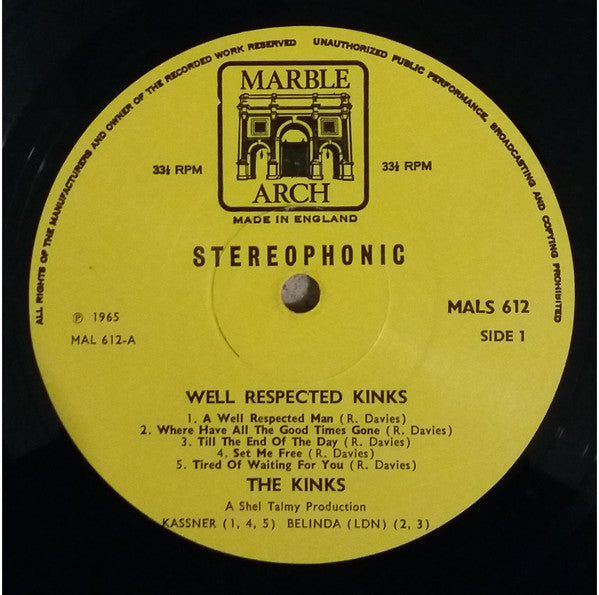 ALL RIGHTS OF THE MANUFACTURERS AND OWNER OF THE RECORDED WORK RESERVED   UNAUTHORIZED PUBLIC PERFORMANCE, BROADCASTING AND COPYING PROHIBITED
MARBLE
ARCH
33⅓ RPM
33⅓ RPM
MADE IN ENGLAND
STEREOPHONIC
℗ 1965
MAL 612-A
MALS 612
SIDE 1
WELL RESPECTED KINKS
1. A Well Respected Man (R. Davies)
2. Where Have All The Good Times Gone (R. Davies)
3. Till The End Of The Day (R. Davies)
4. Set Me Free (R. Davies)
5. Tired Of Waiting For You (R. Davies)
THE KINKS
A Shel Talmy Production
KASSNER (1, 4, 5)  BELINDA (LDN) (2, 3)